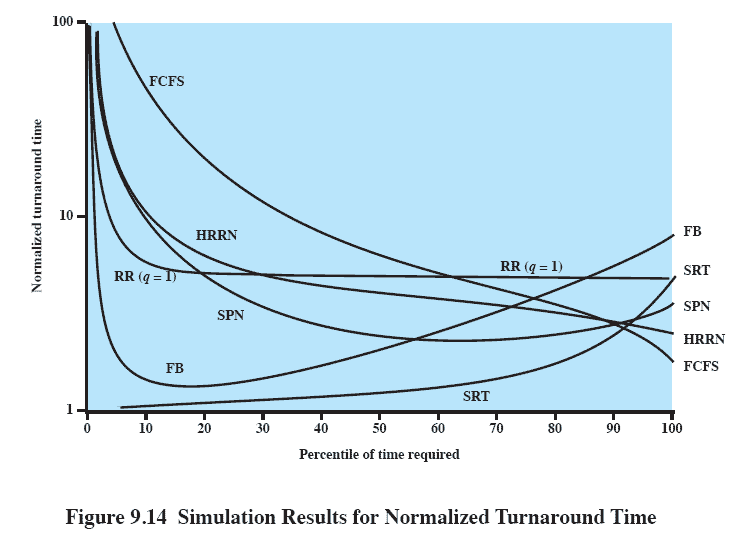 100
FCFS
Normalized turnaround time
10
HRRN
FB
RR (q = 1)
SRT
RR (q = 1)
SPN
SPN
HRRN
FB
FCFS
SRT
1
0 10 20 30 40 50 60 70 80 90 100
Percentile of time required
Figure 9.14 Simulation Results for Normalized Turnaround Time